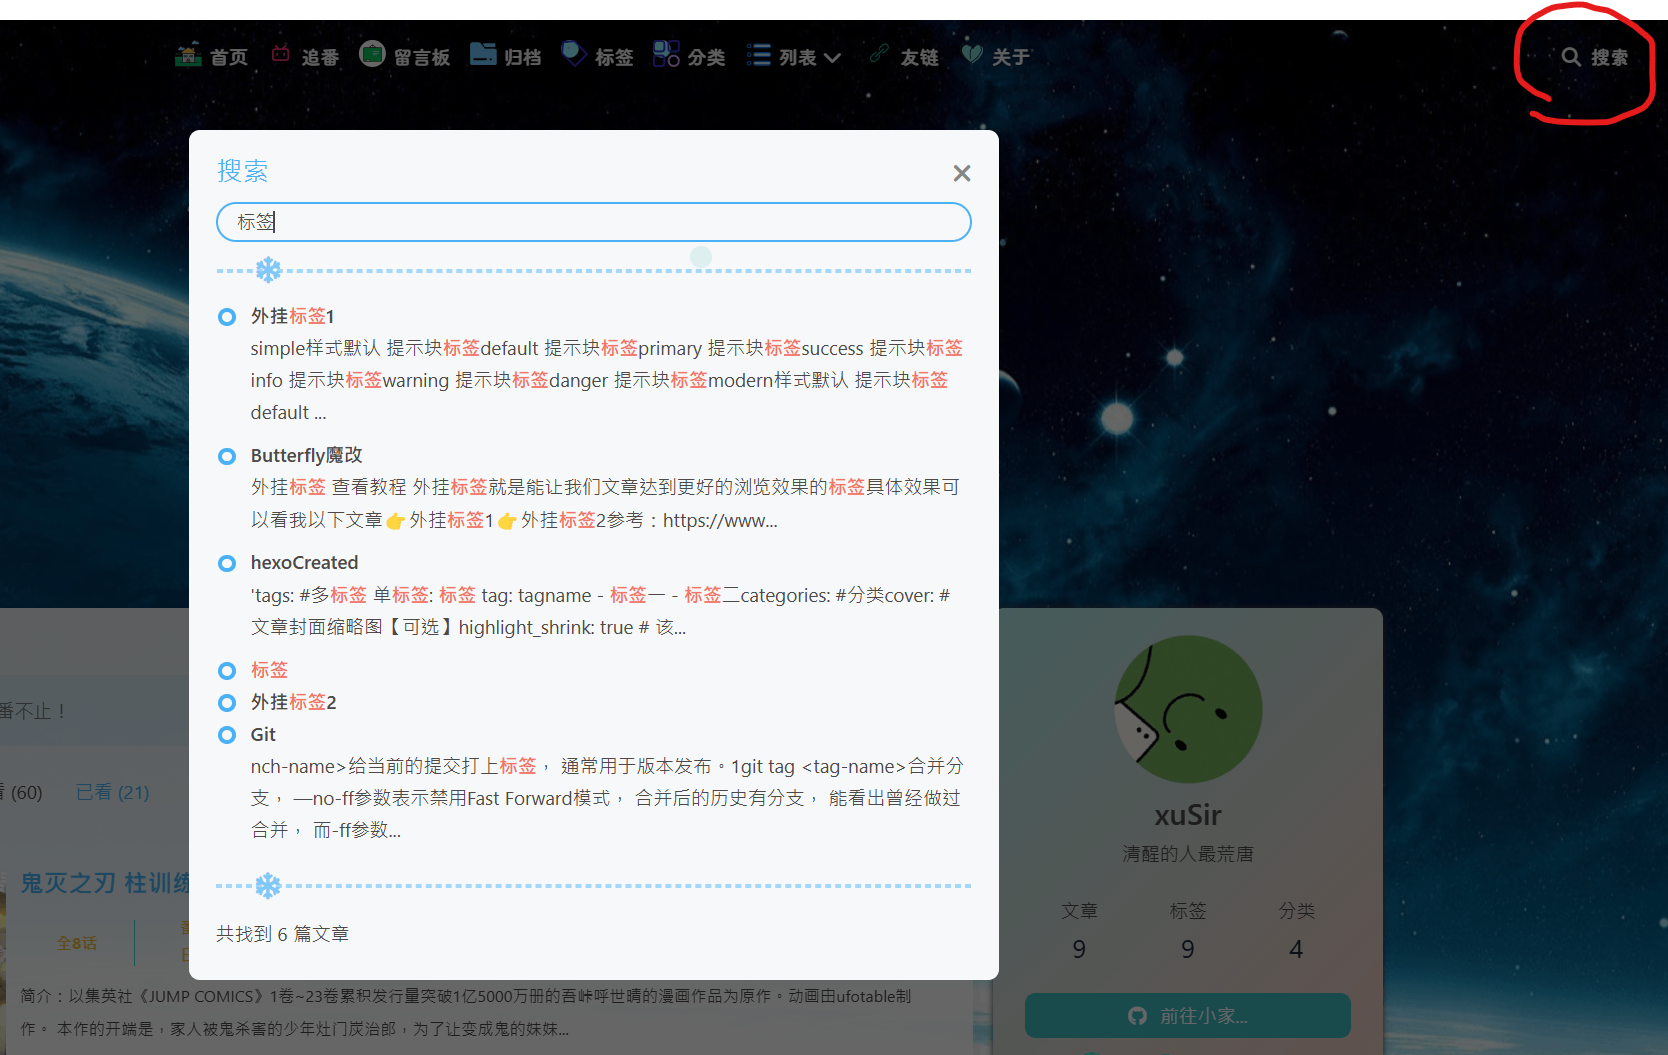 首页 追番 留言板 归档 标签 分类 列表 友链 关于 搜索
搜索
标签
外挂标签1
simple样式默认 提示块标签default 提示块标签primary 提示块标签success 提示块标签
info 提示块标签warning 提示块标签danger 提示块标签modern样式默认 提示块标签
default ...
Butterfly魔改
外挂标签 查看教程 外挂标签就是能让我们文章达到更好的浏览效果的标签具体效果可
以看我以下文章👉外挂标签1👉外挂标签2参考：https://www...
hexoCreated
'tags: #多标签 单标签: 标签 tag: tagname - 标签一 - 标签二categories: #分类cover: #
文章封面缩略图【可选】highlight_shrink: true # 该...
标签
外挂标签2
Git
nch-name>给当前的提交打上标签， 通常用于版本发布。1git tag <tag-name>合并分
支， —no-ff参数表示禁用Fast Forward模式， 合并后的历史有分支， 能看出曾经做过
合并， 而-ff参数...
共找到 6 篇文章
番不止！
(60) 已看 (21)
鬼灭之刃 柱训练
全8话
简介：以集英社《JUMP COMICS》1卷~23卷累积发行量突破1亿5000万册的吾峠呼世晴的漫画作品为原作。动画由ufotable制
作。 本作的开端是，家人被鬼杀害的少年灶门炭治郎，为了让变成鬼的妹妹...
xuSir
清醒的人最荒唐
文章 标签 分类
9 9 4
前往小家...